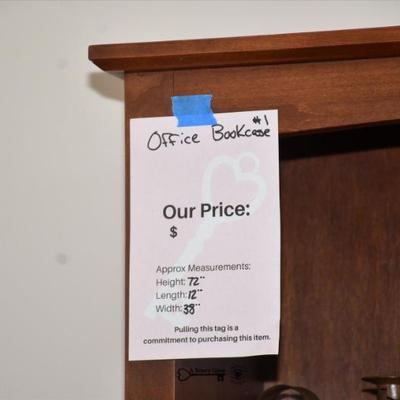 Office Bookcase #1
Our Price:
$
Approx Measurements:
Height: 72"
Length: 12"
Width: 38"
Pulling this tag is a
commitment to purchasing this item.